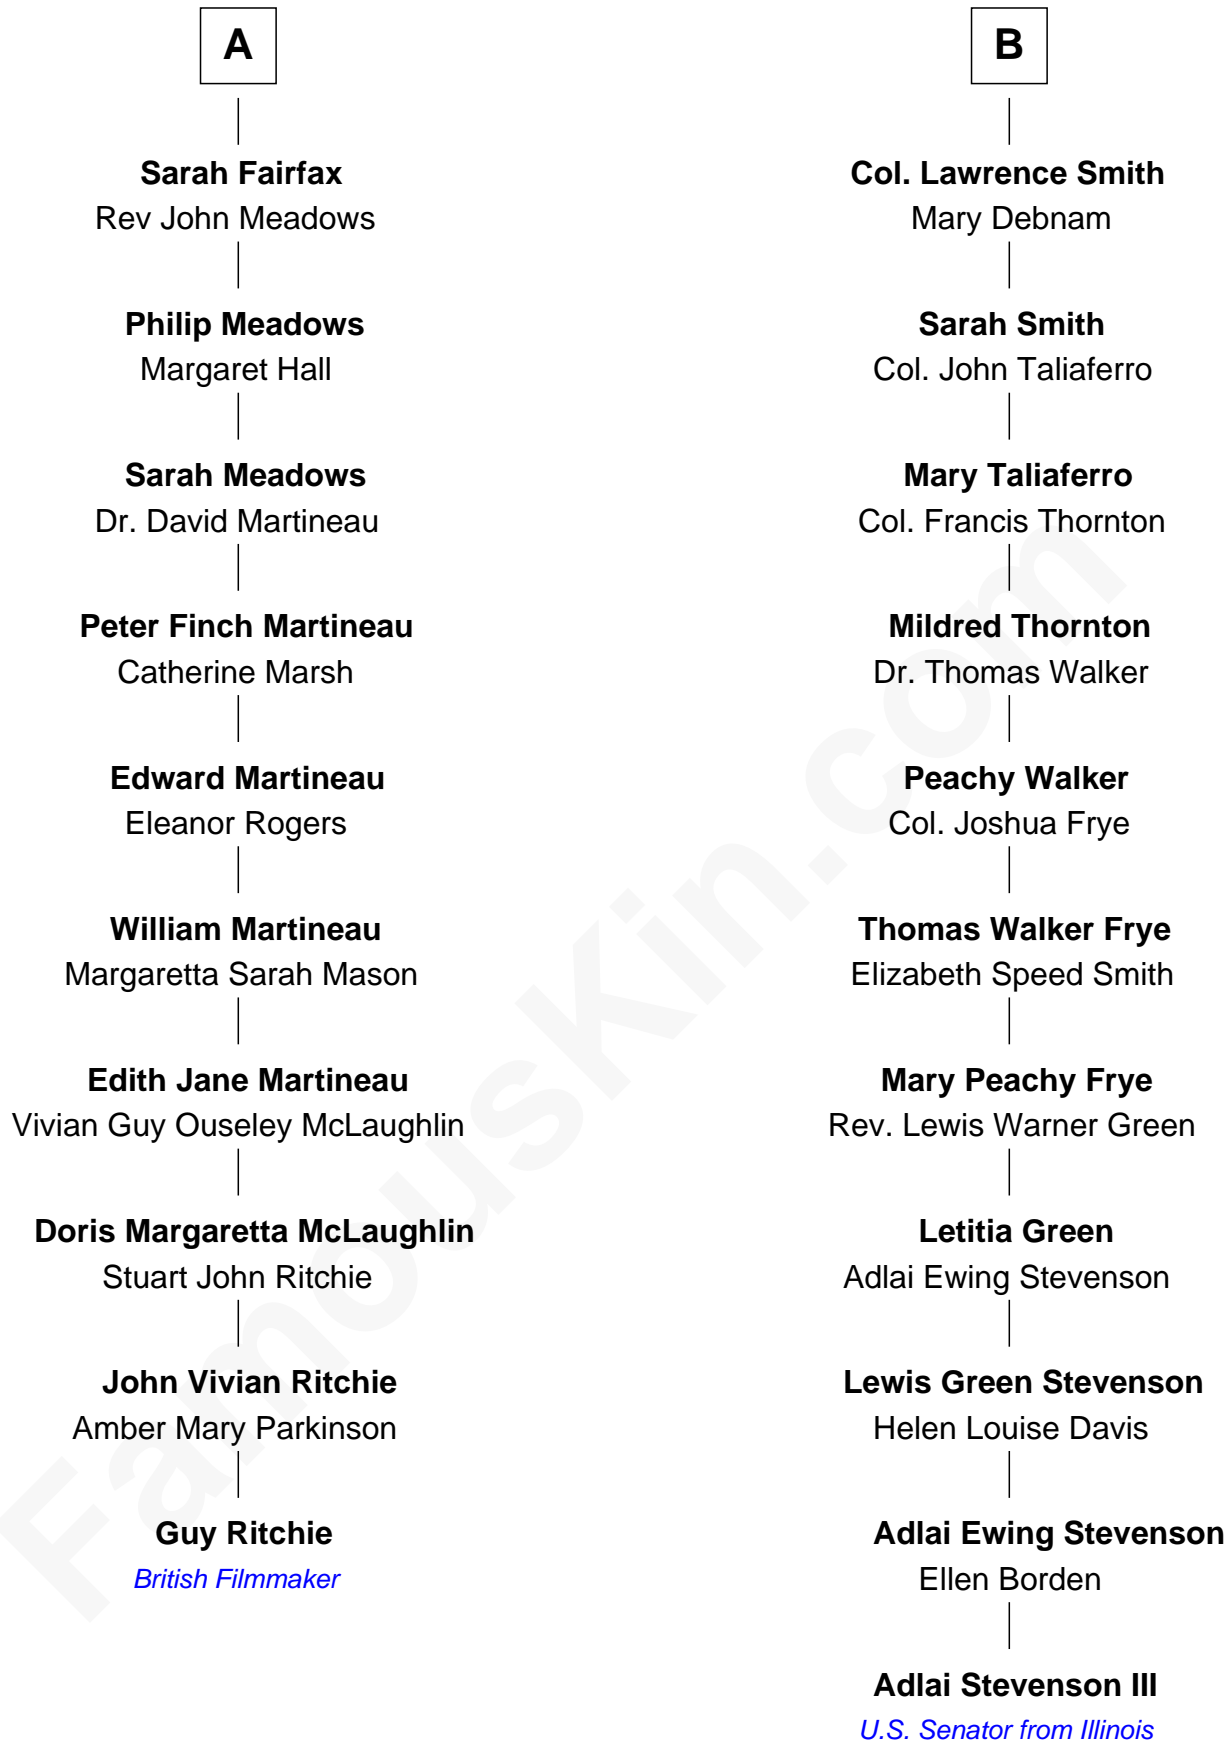 A
Sarah Fairfax
Rev John Meadows
Philip Meadows
Margaret Hall
Sarah Meadows
Dr. David Martineau
Peter Finch Martineau
Catherine Marsh
Edward Martineau
Eleanor Rogers
William Martineau
Margaretta Sarah Mason
Edith Jane Martineau
Vivian Guy Ouseley McLaughlin
Doris Margaretta McLaughlin
Stuart John Ritchie
John Vivian Ritchie
Amber Mary Parkinson
Guy Ritchie
British Filmmaker
B
Col. Lawrence Smith
Mary Debnam
Sarah Smith
Col. John Taliaferro
Mary Taliaferro
Col. Francis Thornton
Mildred Thornton
Dr. Thomas Walker
Peachy Walker
Col. Joshua Frye
Thomas Walker Frye
Elizabeth Speed Smith
Mary Peachy Frye
Rev. Lewis Warner Green
Letitia Green
Adlai Ewing Stevenson
Lewis Green Stevenson
Helen Louise Davis
Adlai Ewing Stevenson
Ellen Borden
Adlai Stevenson III
U.S. Senator from Illinois
FamousKin.com